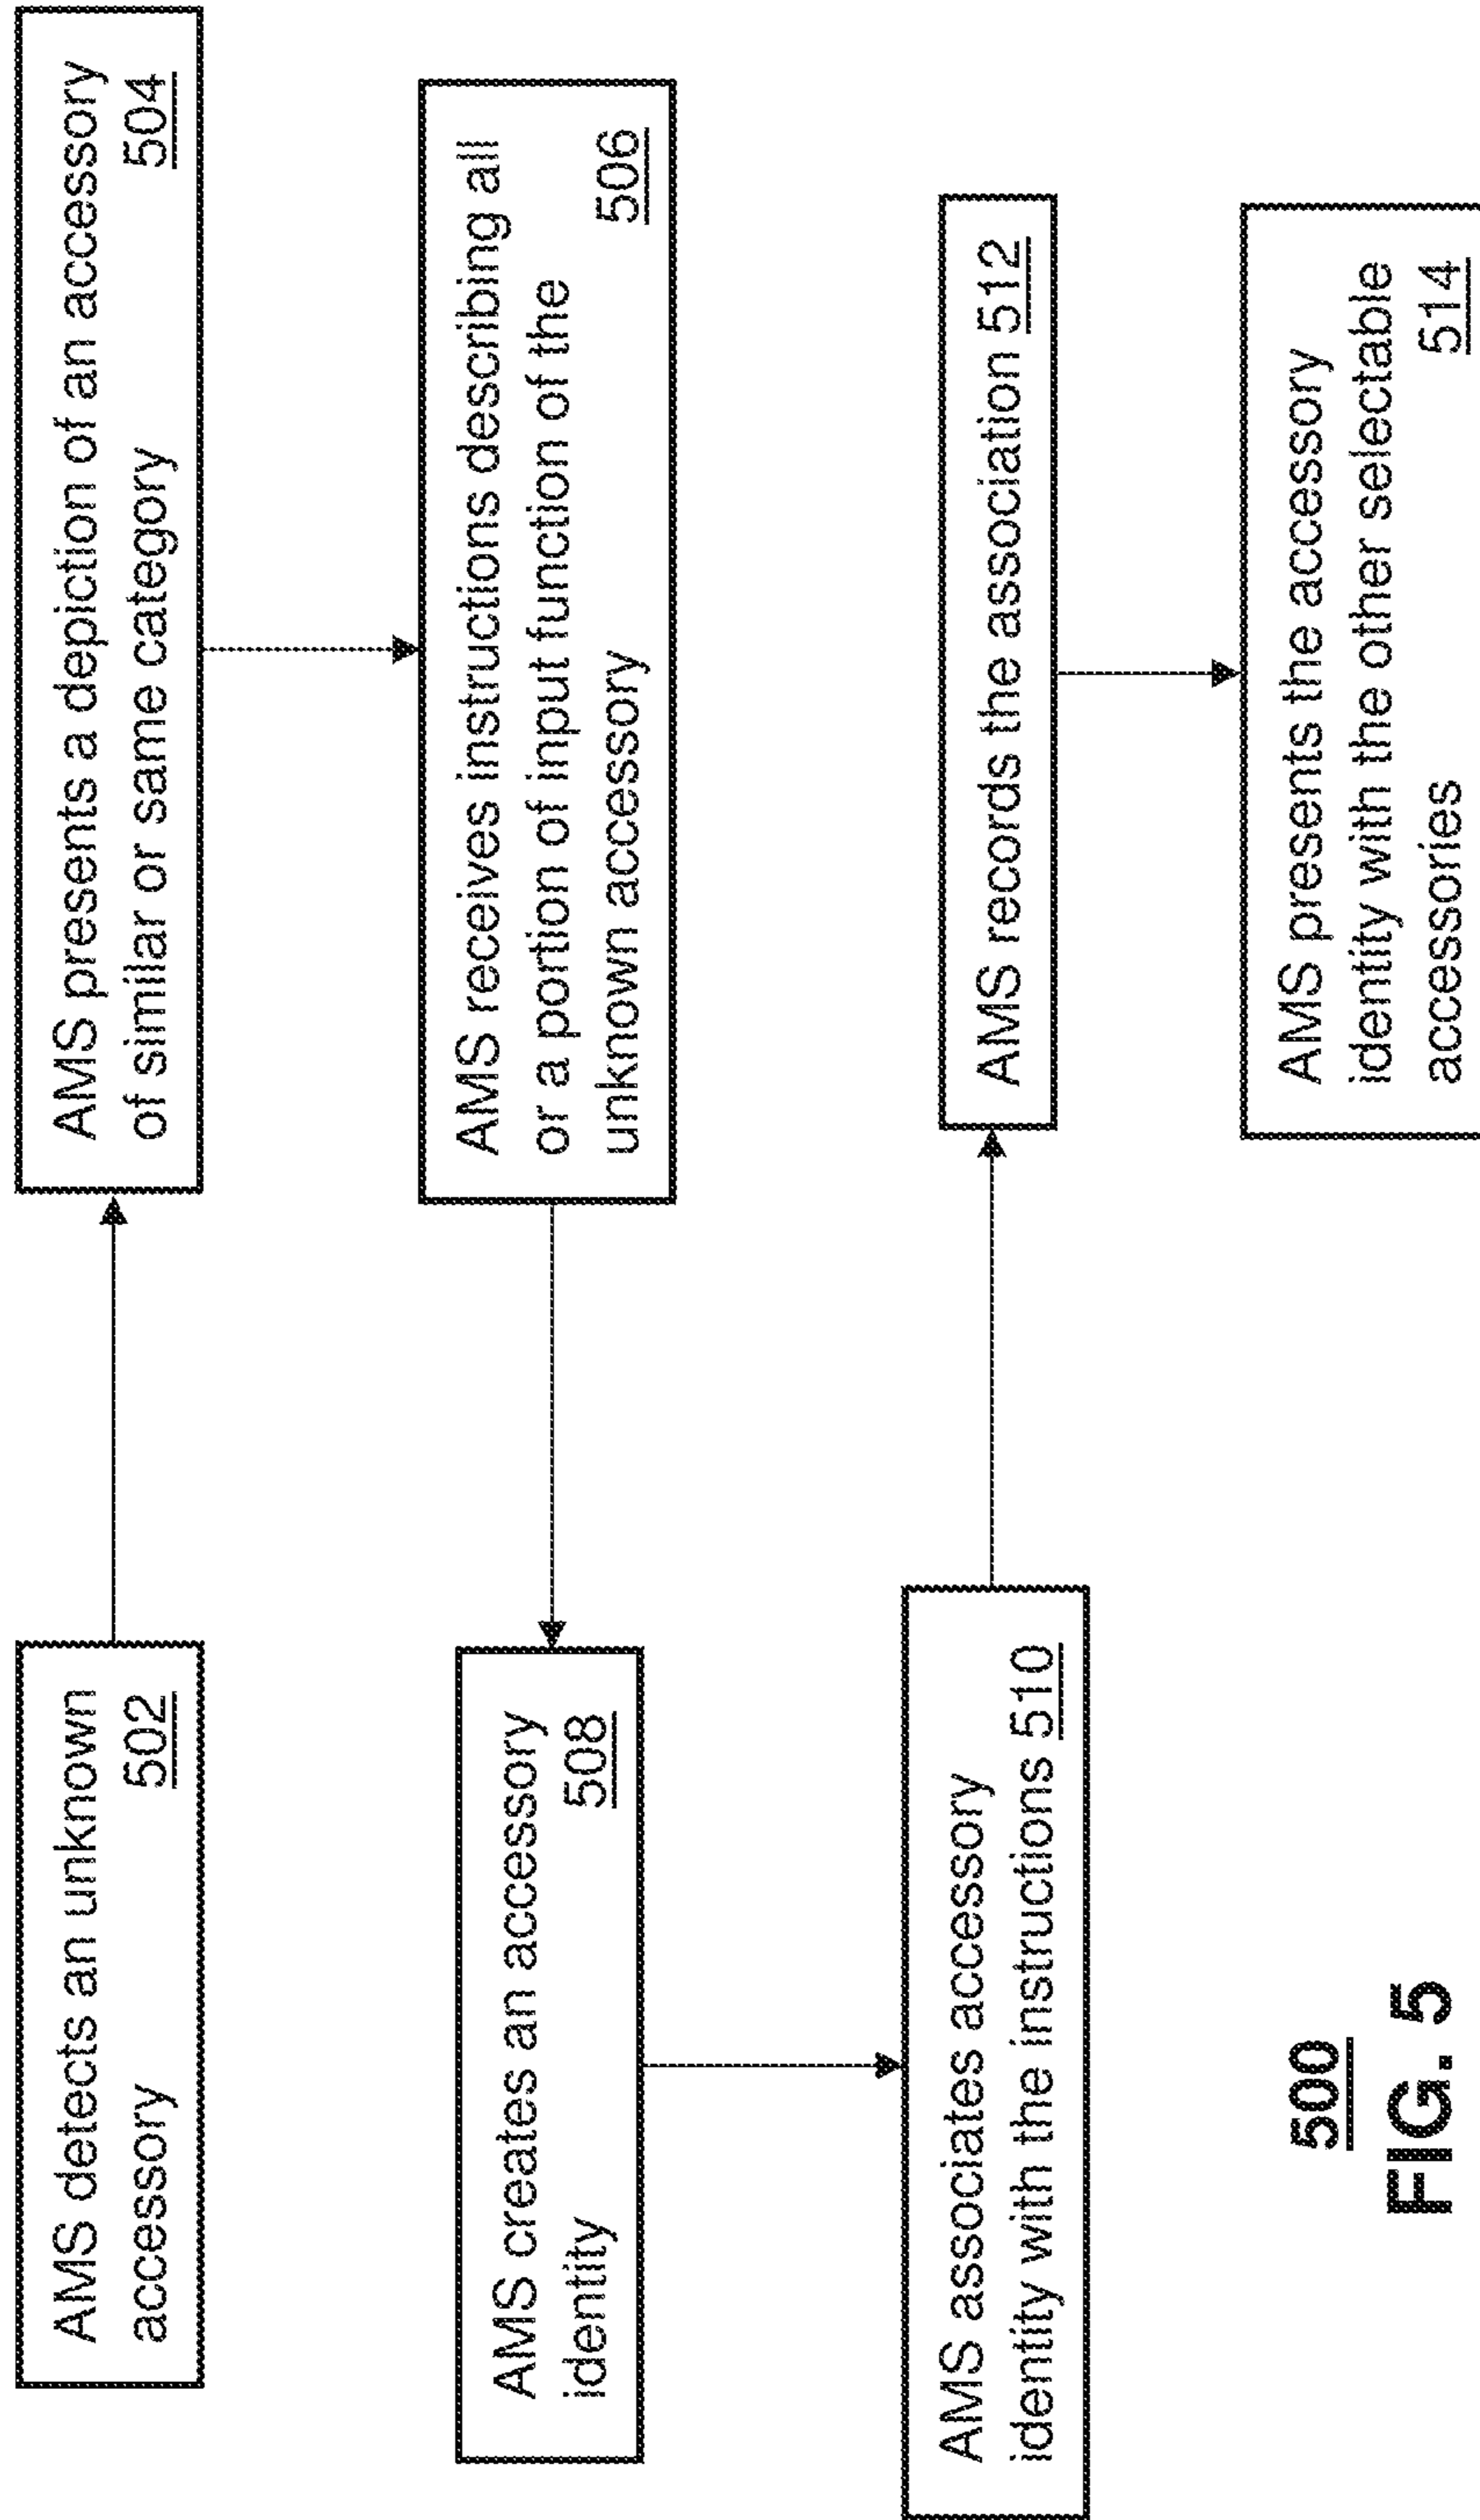 AMS detects an unknown
accessory 502
AMS presents a depiction of an accessory
of similar or same category 504
AMS receives instructions describing all
or a portion of input function of the
unknown accessory 506
AMS creates an accessory
identity 508
AMS associates accessory
identity with the instructions 510
AMS records the association 512
AMS presents the accessory
identity with the other selectable
accessories 514
500
FIG. 5